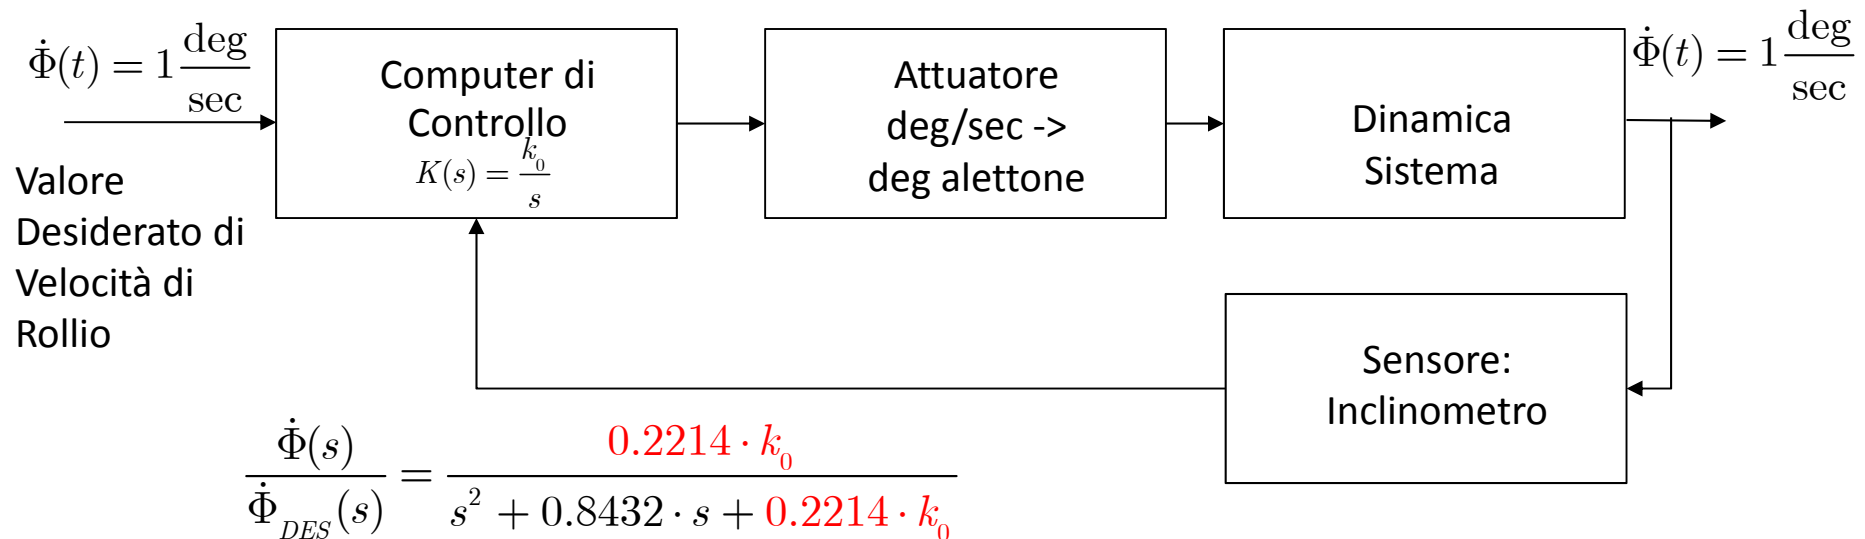 Φ̇(t) = 1 deg/sec
Valore
Desiderato di
Velocità di
Rollio
Computer di
Controllo
K(s) = k₀/s
Attuatore
deg/sec ->
deg alettone
Dinamica
Sistema
Φ̇(t) = 1 deg/sec
Sensore:
Inclinometro
Φ̇(s)/Φ̇_DES(s) = 0.2214 · k₀ / s² + 0.8432 · s + 0.2214 · k₀